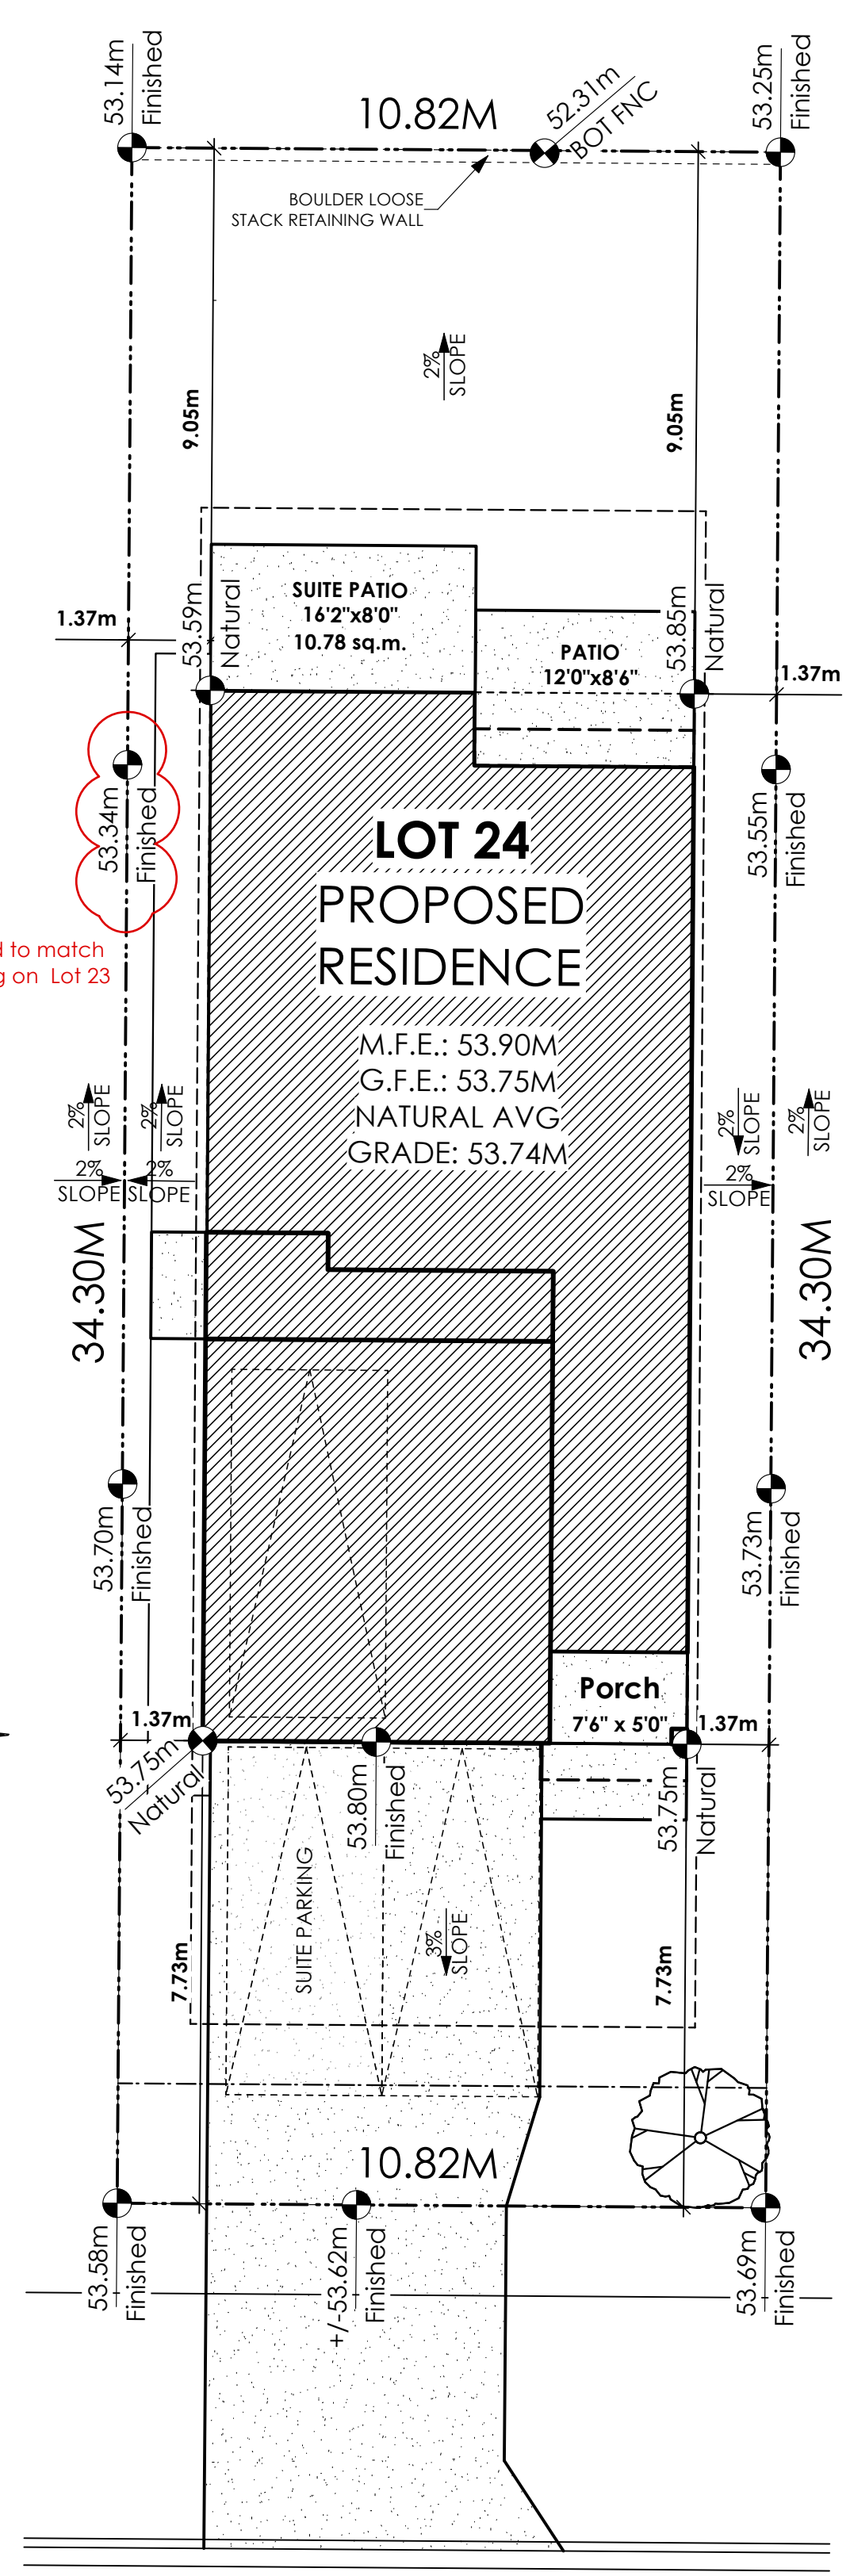 53.14m
Finished
10.82M
52.31m
BOT FNC
53.25m
Finished
BOULDER LOOSE
STACK RETAINING WALL
2%
SLOPE
9.05m
9.05m
SUITE PATIO
16'2"x8'0"
10.78 sq.m.
53.59m
Natural
1.37m
PATIO
12'0"x8'6"
53.85m
Natural
1.37m
53.34m
Finished
53.55m
Finished
LOT 24
PROPOSED
RESIDENCE
to match
on Lot 23
M.F.E.: 53.90M
G.F.E.: 53.75M
NATURAL AVG
GRADE: 53.74M
2%
SLOPE
2%
SLOPE
2%
SLOPE
2%
SLOPE
2%
SLOPE
2%
SLOPE
2%
SLOPE
34.30M
34.30M
53.70m
Finished
53.73m
Finished
Porch
7'6" x 5'0"
1.37m
1.37m
53.75m
Natural
53.80m
Finished
53.75m
Natural
SUITE PARKING
3%
SLOPE
7.73m
7.73m
10.82M
53.58m
Finished
+/-53.62m
Finished
53.69m
Finished